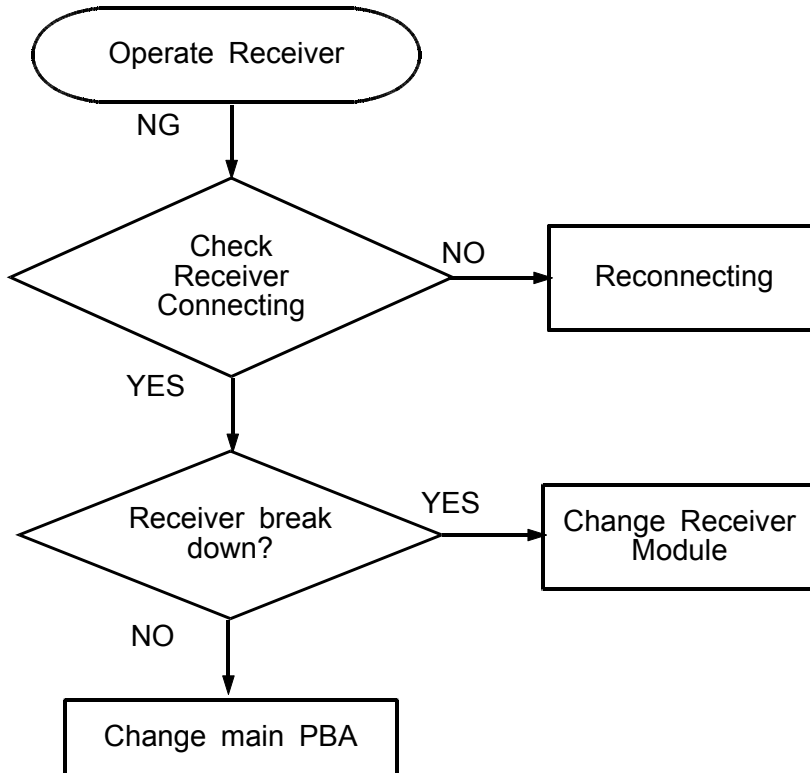 Operate Receiver
NG
Check
Receiver
Connecting
NO
Reconnecting
YES
Receiver break
down?
YES
Change Receiver
Module
NO
Change main PBA